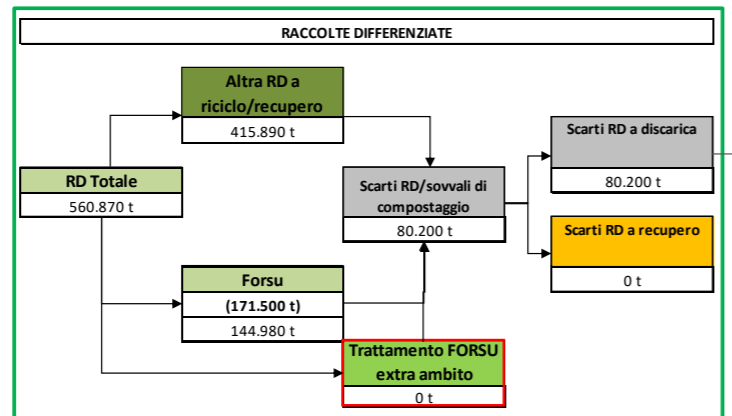 RACCOLTE DIFFERENZIATE
Altra RD a
riciclo/recupero
415.890 t
RD Totale
560.870 t
Scarti RD/sovvali di
compostaggio
80.200 t
Scarti RD a discarica
80.200 t
Scarti RD a recupero
0 t
Forsu
(171.500 t)
144.980 t
Trattamento FORSU
extra ambito
0 t